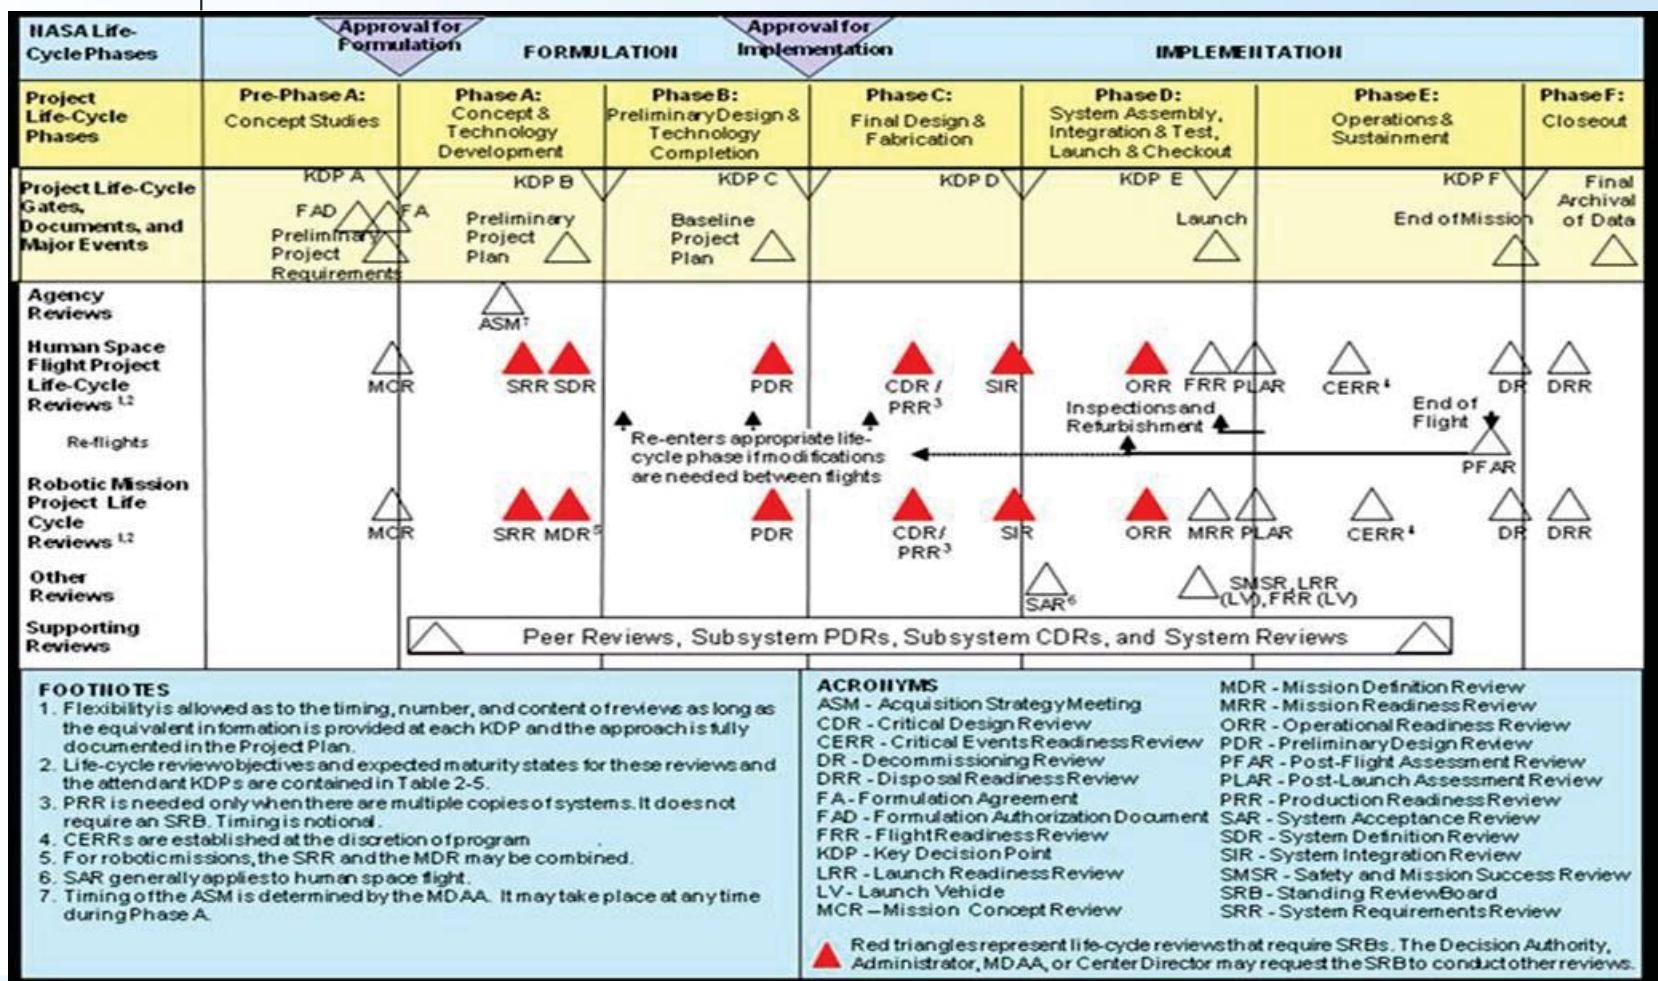 NASA Life-
Cycle Phases
Approval for
Formulation
FORMULATION
Approval for
Implementation
IMPLEMENTATION
Project
Life-Cycle
Phases
Pre-Phase A:
Concept Studies
Phase A:
Concept &
Technology
Development
Phase B:
Preliminary Design &
Technology
Completion
Phase C:
Final Design &
Fabrication
Phase D:
System Assembly,
Integration & Test,
Launch & Checkout
Phase E:
Operations &
Sustainment
Phase F:
Closeout
Project Life-Cycle
Gates,
Documents, and
Major Events
KDP A
FAD
FA
Preliminary
Project
Requirements
KDP B
Preliminary
Project
Plan
KDP C
Baseline
Project
Plan
KDP D
KDP E
Launch
KDP F
End of Mission
Final
Archival
of Data
Agency
Reviews
ASM7
Human Space
Flight Project
Life-Cycle
Reviews 1,2
MCR
SRR SDR
PDR
CDR /
PRR3
SIR
ORR FRR PLAR
CERR4
DR DRR
Re-flights
Re-enters appropriate life-
cycle phase if modifications
are needed between flights
Inspections and
Refurbishment
End of
Flight
PFAR
Robotic Mission
Project Life
Cycle
Reviews 1,2
MCR
SRR MDR5
PDR
CDR/
PRR3
SIR
ORR MRR PLAR
CERR4
DR DRR
Other
Reviews
SAR6
SMSR, LRR
(LV), FRR (LV)
Supporting
Reviews
Peer Reviews, Subsystem PDRs, Subsystem CDRs, and System Reviews
FOOTNOTES
1. Flexibility is allowed as to the timing, number, and content of reviews as long as
the equivalent information is provided at each KDP and the approach is fully
documented in the Project Plan.
2. Life-cycle review objectives and expected maturity states for these reviews and
the attendant KDPs are contained in Table 2-5.
3. PRR is needed only when there are multiple copies of systems. It does not
require an SRB. Timing is notional.
4. CERRs are established at the discretion of program
5. For robotic missions, the SRR and the MDR may be combined.
6. SAR generally applies to human space flight.
7. Timing of the ASM is determined by the MDAA. It may take place at any time
during Phase A.
ACRONYMS
ASM - Acquisition Strategy Meeting
CDR - Critical Design Review
CERR - Critical Events Readiness Review
DR - Decommissioning Review
DRR - Disposal Readiness Review
FA - Formulation Agreement
FAD - Formulation Authorization Document
FRR - Flight Readiness Review
KDP - Key Decision Point
LRR - Launch Readiness Review
LV - Launch Vehicle
MCR – Mission Concept Review
MDR - Mission Definition Review
MRR - Mission Readiness Review
ORR - Operational Readiness Review
PDR - Preliminary Design Review
PFAR - Post-Flight Assessment Review
PLAR - Post-Launch Assessment Review
PRR - Production Readiness Review
SAR - System Acceptance Review
SDR - System Definition Review
SIR - System Integration Review
SMSR - Safety and Mission Success Review
SRB - Standing Review Board
SRR - System Requirements Review
Red triangles represent life-cycle reviews that require SRBs. The Decision Authority,
Administrator, MDAA, or Center Director may request the SRB to conduct other reviews.